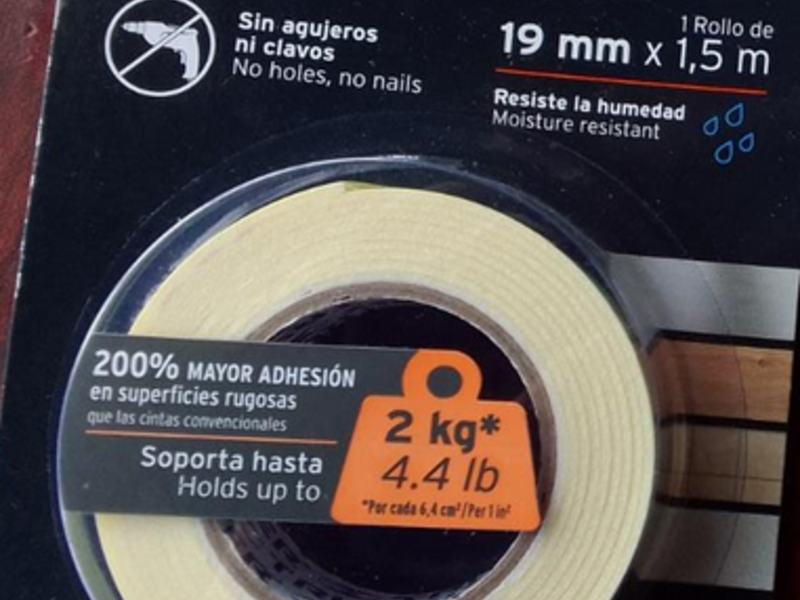 Sin agujeros
ni clavos
No holes, no nails
1 Rollo de
19 mm x 1,5 m
Resiste la humedad
Moisture resistant
200% MAYOR ADHESIÓN
en superficies rugosas
que las cintas convencionales
Soporta hasta
Holds up to
2 kg*
4.4 lb
*Por cada 6,4 cm²/Per 1 in²